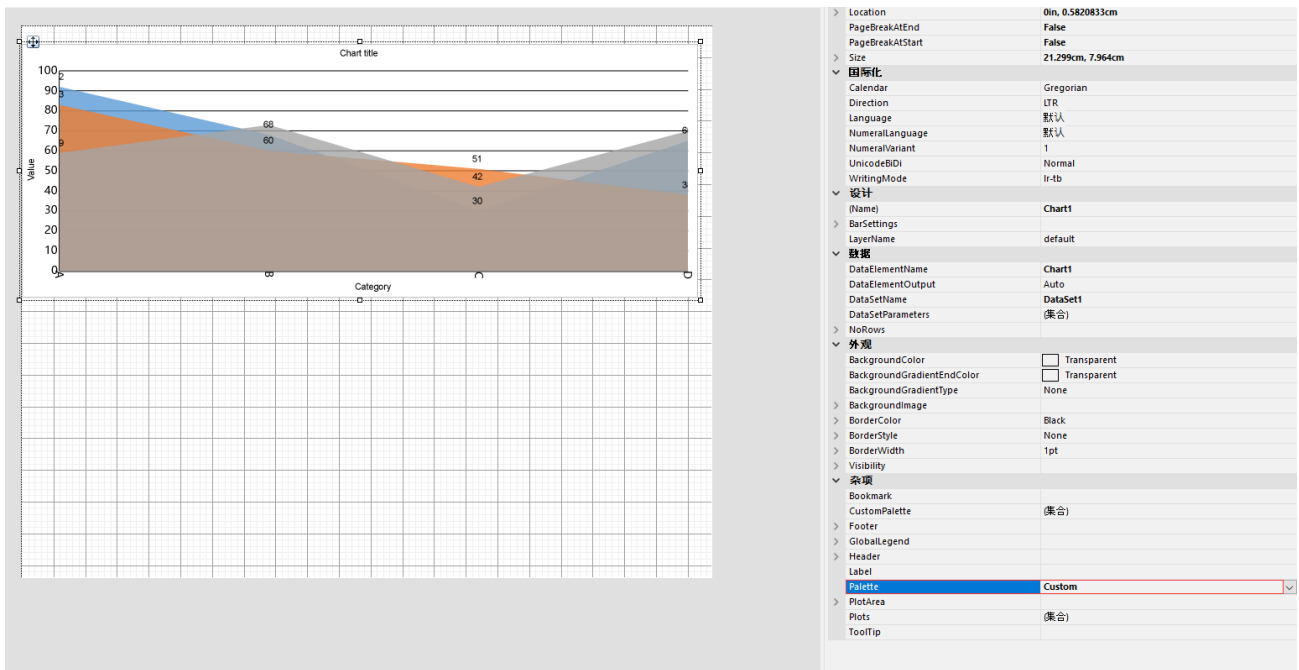 Chart title
100
2
90
3
80
70
68
6
60
9
60
51
50
42
40
3
30
30
20
10
0
Value
A
B
C
D
Category
Location 0in, 0.5820833cm
PageBreakAtEnd False
PageBreakAtStart False
Size 21.299cm, 7.964cm
国际化
Calendar Gregorian
Direction LTR
Language 默认
NumeralLanguage 默认
NumeralVariant 1
UnicodeBiDi Normal
WritingMode lr-tb
设计
(Name) Chart1
BarSettings
LayerName default
数据
DataElementName Chart1
DataElementOutput Auto
DataSetName DataSet1
DataSetParameters (集合)
NoRows
外观
BackgroundColor Transparent
BackgroundGradientEndColor Transparent
BackgroundGradientType None
BackgroundImage
BorderColor Black
BorderStyle None
BorderWidth 1pt
Visibility
杂项
Bookmark
CustomPalette (集合)
Footer
GlobalLegend
Header
Label
Palette Custom
PlotArea
Plots (集合)
ToolTip